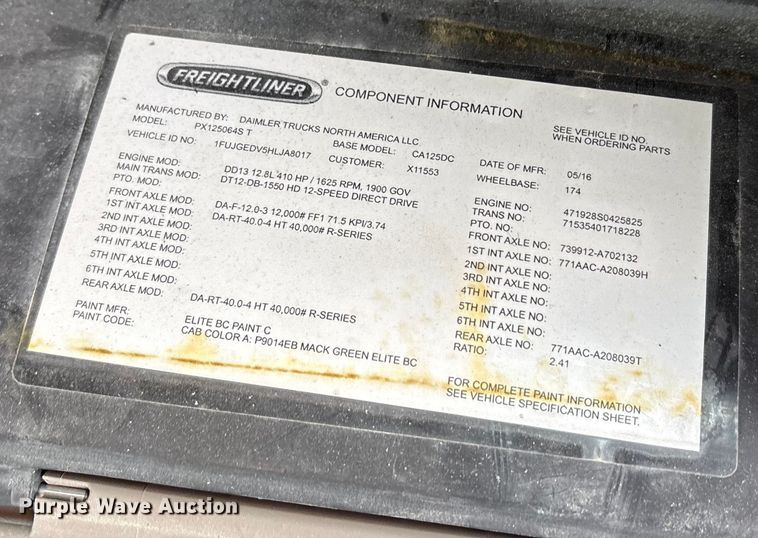 FREIGHTLINER® COMPONENT INFORMATION
MANUFACTURED BY: DAIMLER TRUCKS NORTH AMERICA LLC
MODEL: PX125064S T BASE MODEL: CA125DC
VEHICLE ID NO: 1FUJGEDV5HLJA8017 CUSTOMER: X11553
SEE VEHICLE ID NO
WHEN ORDERING PARTS
DATE OF MFR: 05/16
WHEELBASE: 174
ENGINE MOD: DD13 12.8L 410 HP / 1625 RPM, 1900 GOV
MAIN TRANS MOD: DT12-DB-1550 HD 12-SPEED DIRECT DRIVE
PTO. MOD:
FRONT AXLE MOD: DA-F-12.0-3 12,000# FF1 71.5 KPI/3.74
1ST INT AXLE MOD: DA-RT-40.0-4 HT 40,000# R-SERIES
2ND INT AXLE MOD:
3RD INT AXLE MOD:
4TH INT AXLE MOD:
5TH INT AXLE MOD:
6TH INT AXLE MOD:
REAR AXLE MOD: DA-RT-40.0-4 HT 40,000# R-SERIES
PAINT MFR: ELITE BC PAINT C
PAINT CODE: CAB COLOR A: P9014EB MACK GREEN ELITE BC
ENGINE NO: 471928S0425825
TRANS NO: 71535401718228
PTO. NO:
FRONT AXLE NO: 739912-A702132
1ST INT AXLE NO: 771AAC-A208039H
2ND INT AXLE NO:
3RD INT AXLE NO:
4TH INT AXLE NO:
5TH INT AXLE NO:
6TH INT AXLE NO:
REAR AXLE NO: 771AAC-A208039T
RATIO: 2.41
FOR COMPLETE PAINT INFORMATION
SEE VEHICLE SPECIFICATION SHEET.
Purple Wave Auction